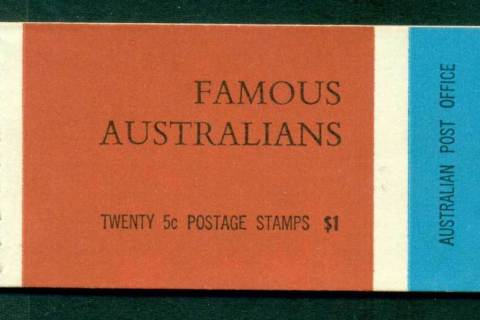 FAMOUS
AUSTRALIANS
TWENTY 5c POSTAGE STAMPS $1
AUSTRALIAN POST OFFICE